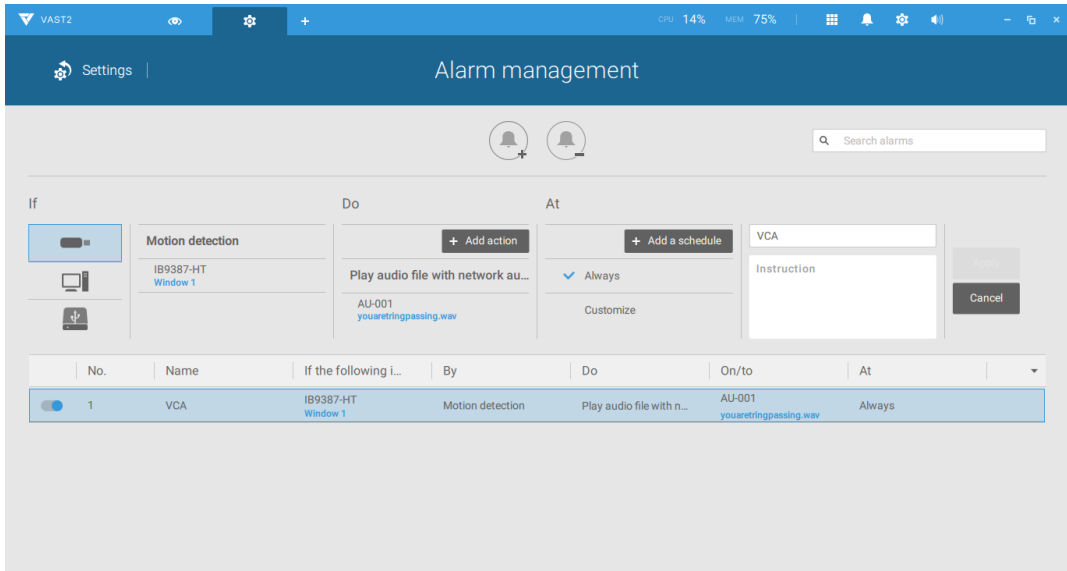 VAST2
CPU 14% MEM 75%
Settings
Alarm management
Search alarms
If
Do
At
Motion detection
IB9387-HT
Window 1
+ Add action
Play audio file with network au...
AU-001
youaretringpassing.wav
+ Add a schedule
Always
Customize
VCA
Instruction
Apply
Cancel
No. Name If the following i... By Do On/to At
1 VCA IB9387-HT Window 1 Motion detection Play audio file with n... AU-001 youaretringpassing.wav Always